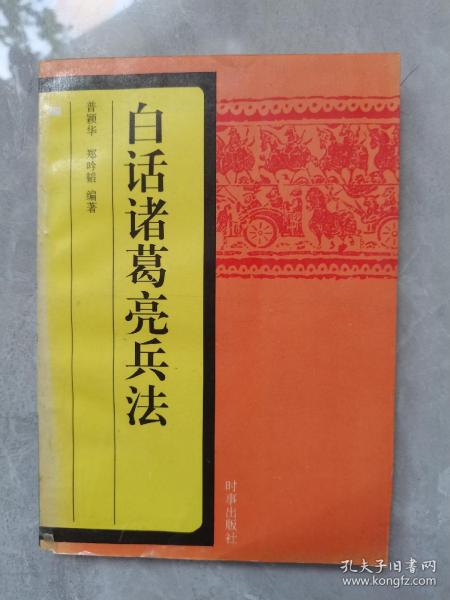 白话诸葛亮兵法
普颖华 郑吟韬 编著
时事出版社
孔夫子旧书网
www.kongfz.com